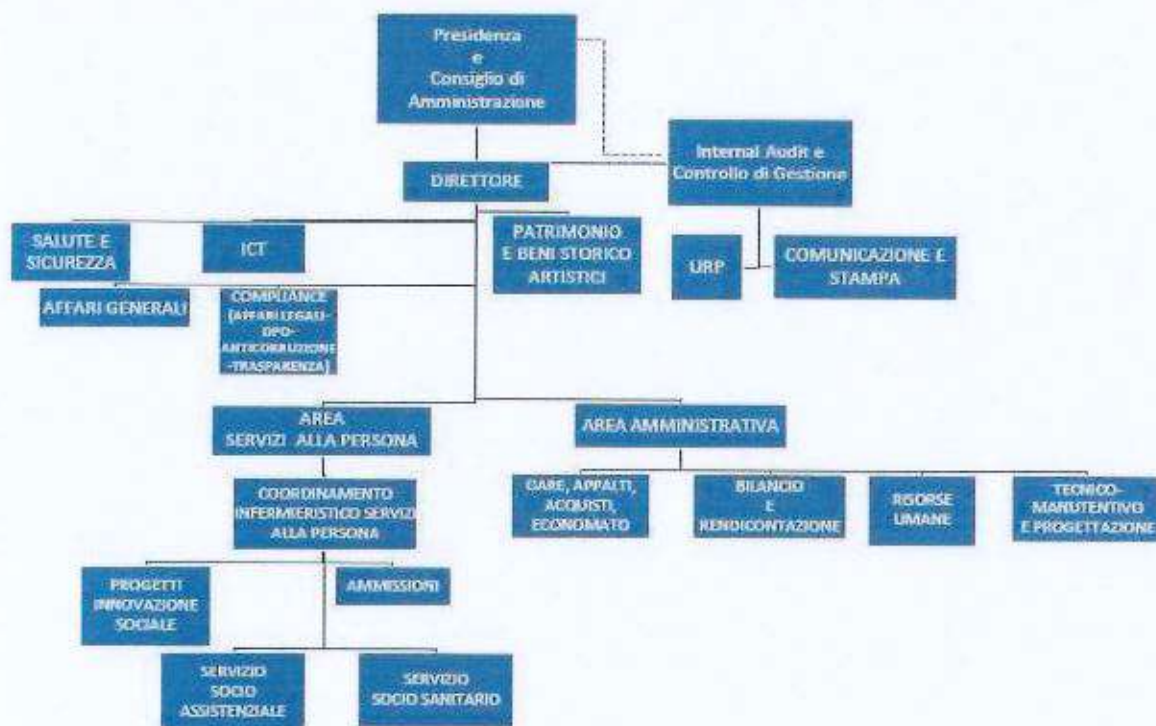 Presidenza
e
Consiglio di
Amministrazione
Internal Audit e
Controllo di Gestione
DIRETTORE
SALUTE E
SICUREZZA
ICT
PATRIMONIO
E BENI STORICO
ARTISTICI
URP
COMUNICAZIONE E
STAMPA
AFFARI GENERALI
COMPLIANCE
(AFFARI LEGALI-
DPO-
ANTICORRUZIONE
-TRASPARENZA)
AREA
SERVIZI ALLA PERSONA
AREA AMMINISTRATIVA
COORDINAMENTO
INFERMIERISTICO SERVIZI
ALLA PERSONA
GARE, APPALTI,
ACQUISTI,
ECONOMATO
BILANCIO
E
RENDICONTAZIONE
RISORSE
UMANE
TECNICO-
MANUTENTIVO
E PROGETTAZIONE
PROGETTI
INNOVAZIONE
SOCIALE
AMMISSIONI
SERVIZIO
SOCIO
ASSISTENZIALE
SERVIZIO
SOCIO SANITARIO